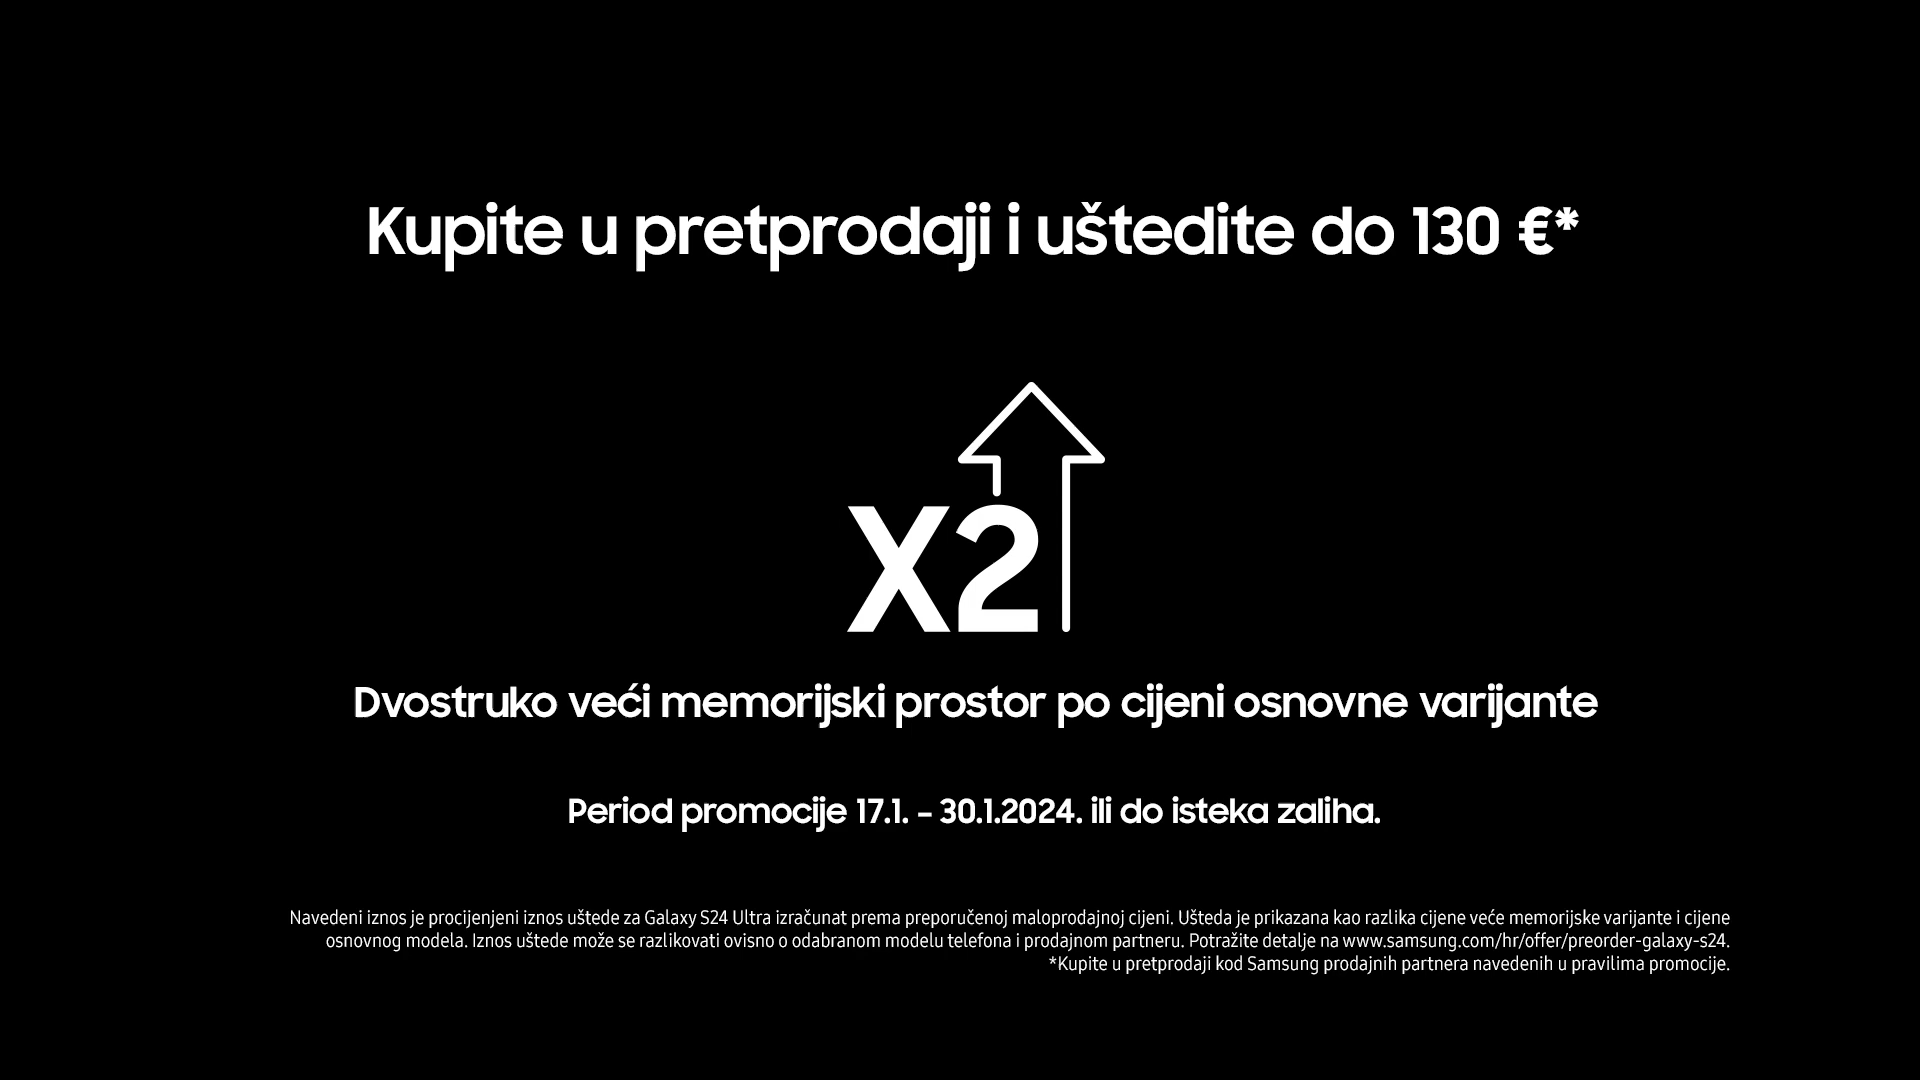 Kupite u pretprodaji i uštedite do 130 €*
X2
Dvostruko veći memorijski prostor po cijeni osnovne varijante
Period promocije 17.1. – 30.1.2024. ili do isteka zaliha.
Navedeni iznos je procijenjeni iznos uštede za Galaxy S24 Ultra izračunat prema preporučenoj maloprodajnoj cijeni. Ušteda je prikazana kao razlika cijene veće memorijske varijante i cijene
osnovnog modela. Iznos uštede može se razlikovati ovisno o odabranom modelu telefona i prodajnom partneru. Potražite detalje na www.samsung.com/hr/offer/preorder-galaxy-s24.
*Kupite u pretprodaji kod Samsung prodajnih partnera navedenih u pravilima promocije.